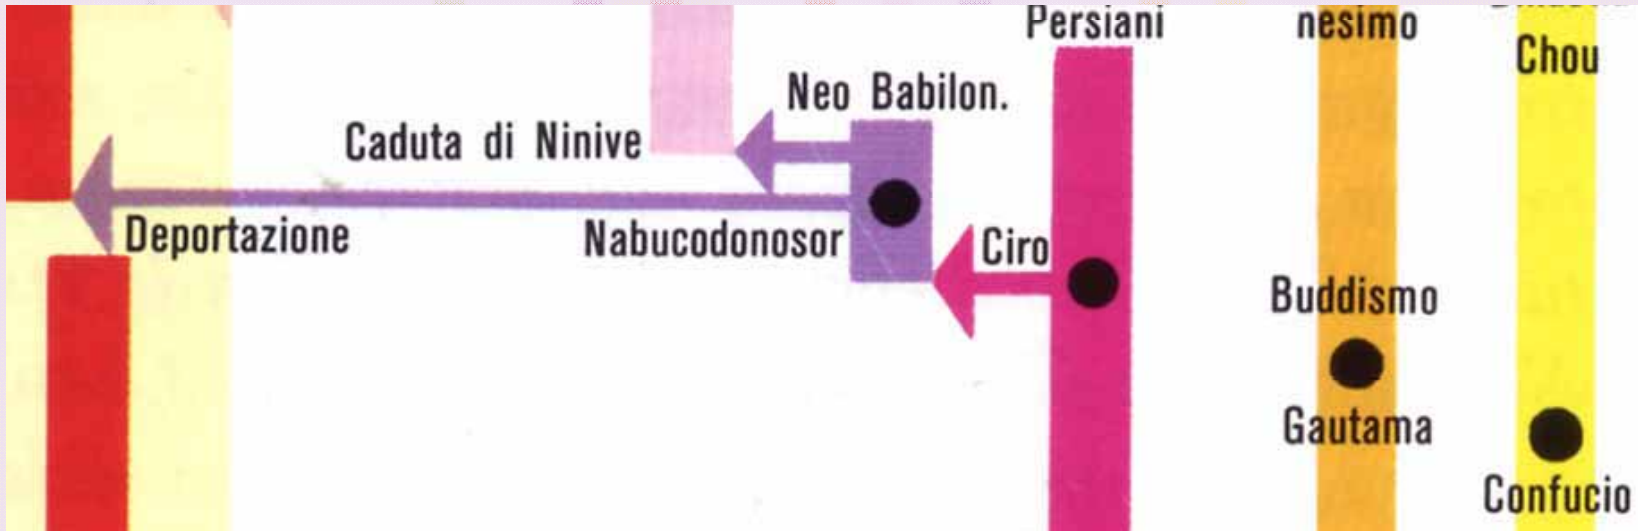 Persiani
nesimo
Chou
Neo Babilon.
Caduta di Ninive
Deportazione
Nabucodonosor
Ciro
Buddismo
Gautama
Confucio